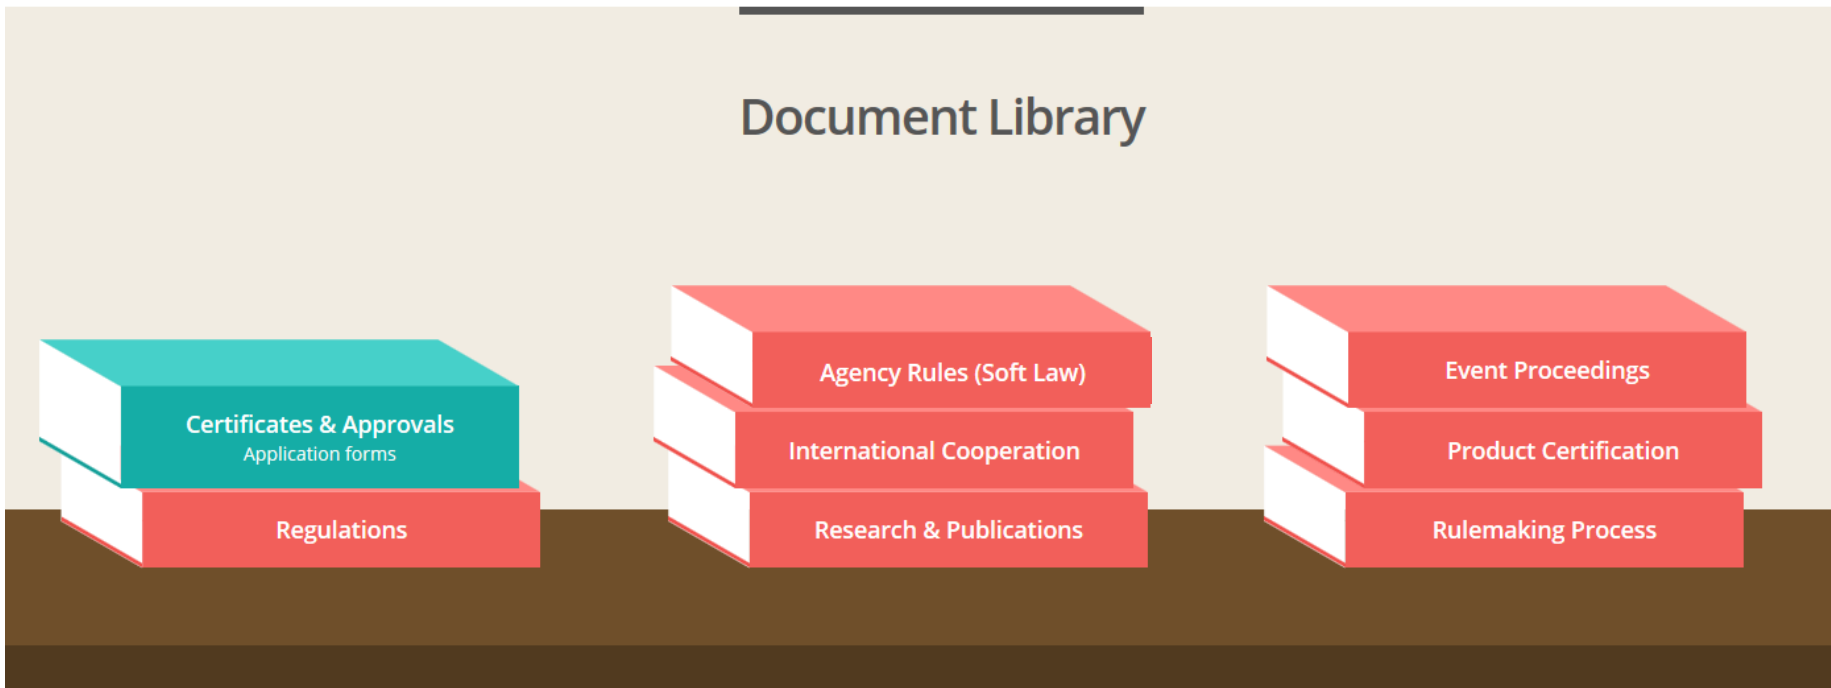 Document Library
Certificates & Approvals
Application forms
Regulations
Agency Rules (Soft Law)
International Cooperation
Research & Publications
Event Proceedings
Product Certification
Rulemaking Process